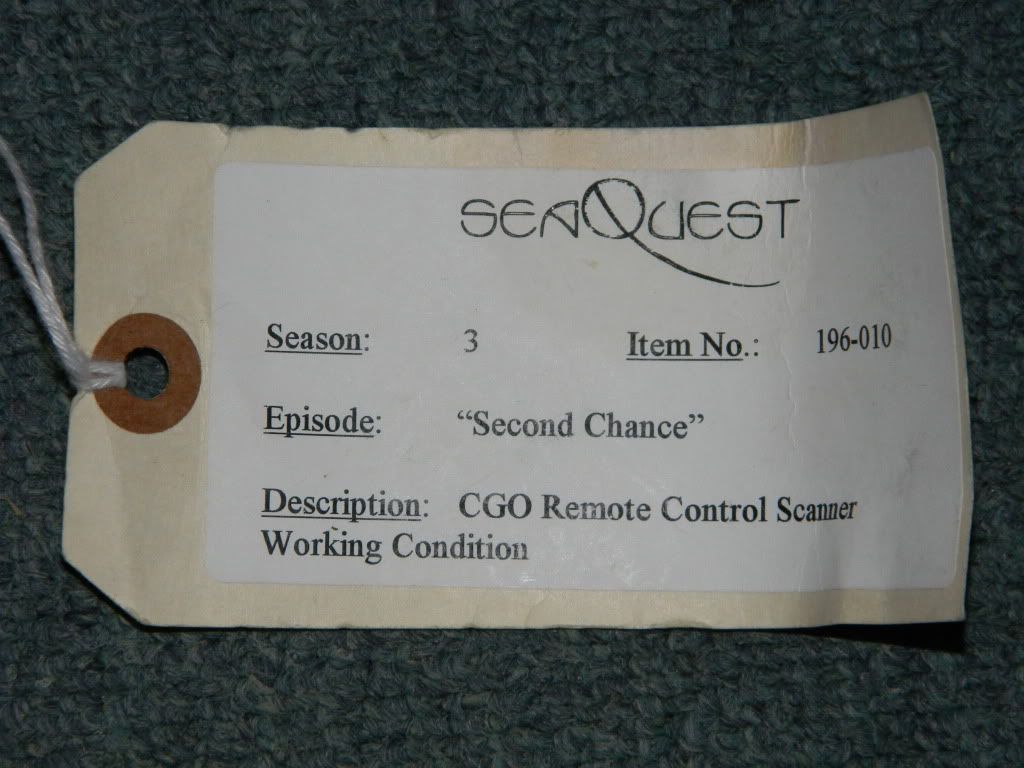 SEAQUEST
Season: 3 Item No.: 196-010
Episode: “Second Chance”
Description: CGO Remote Control Scanner
Working Condition